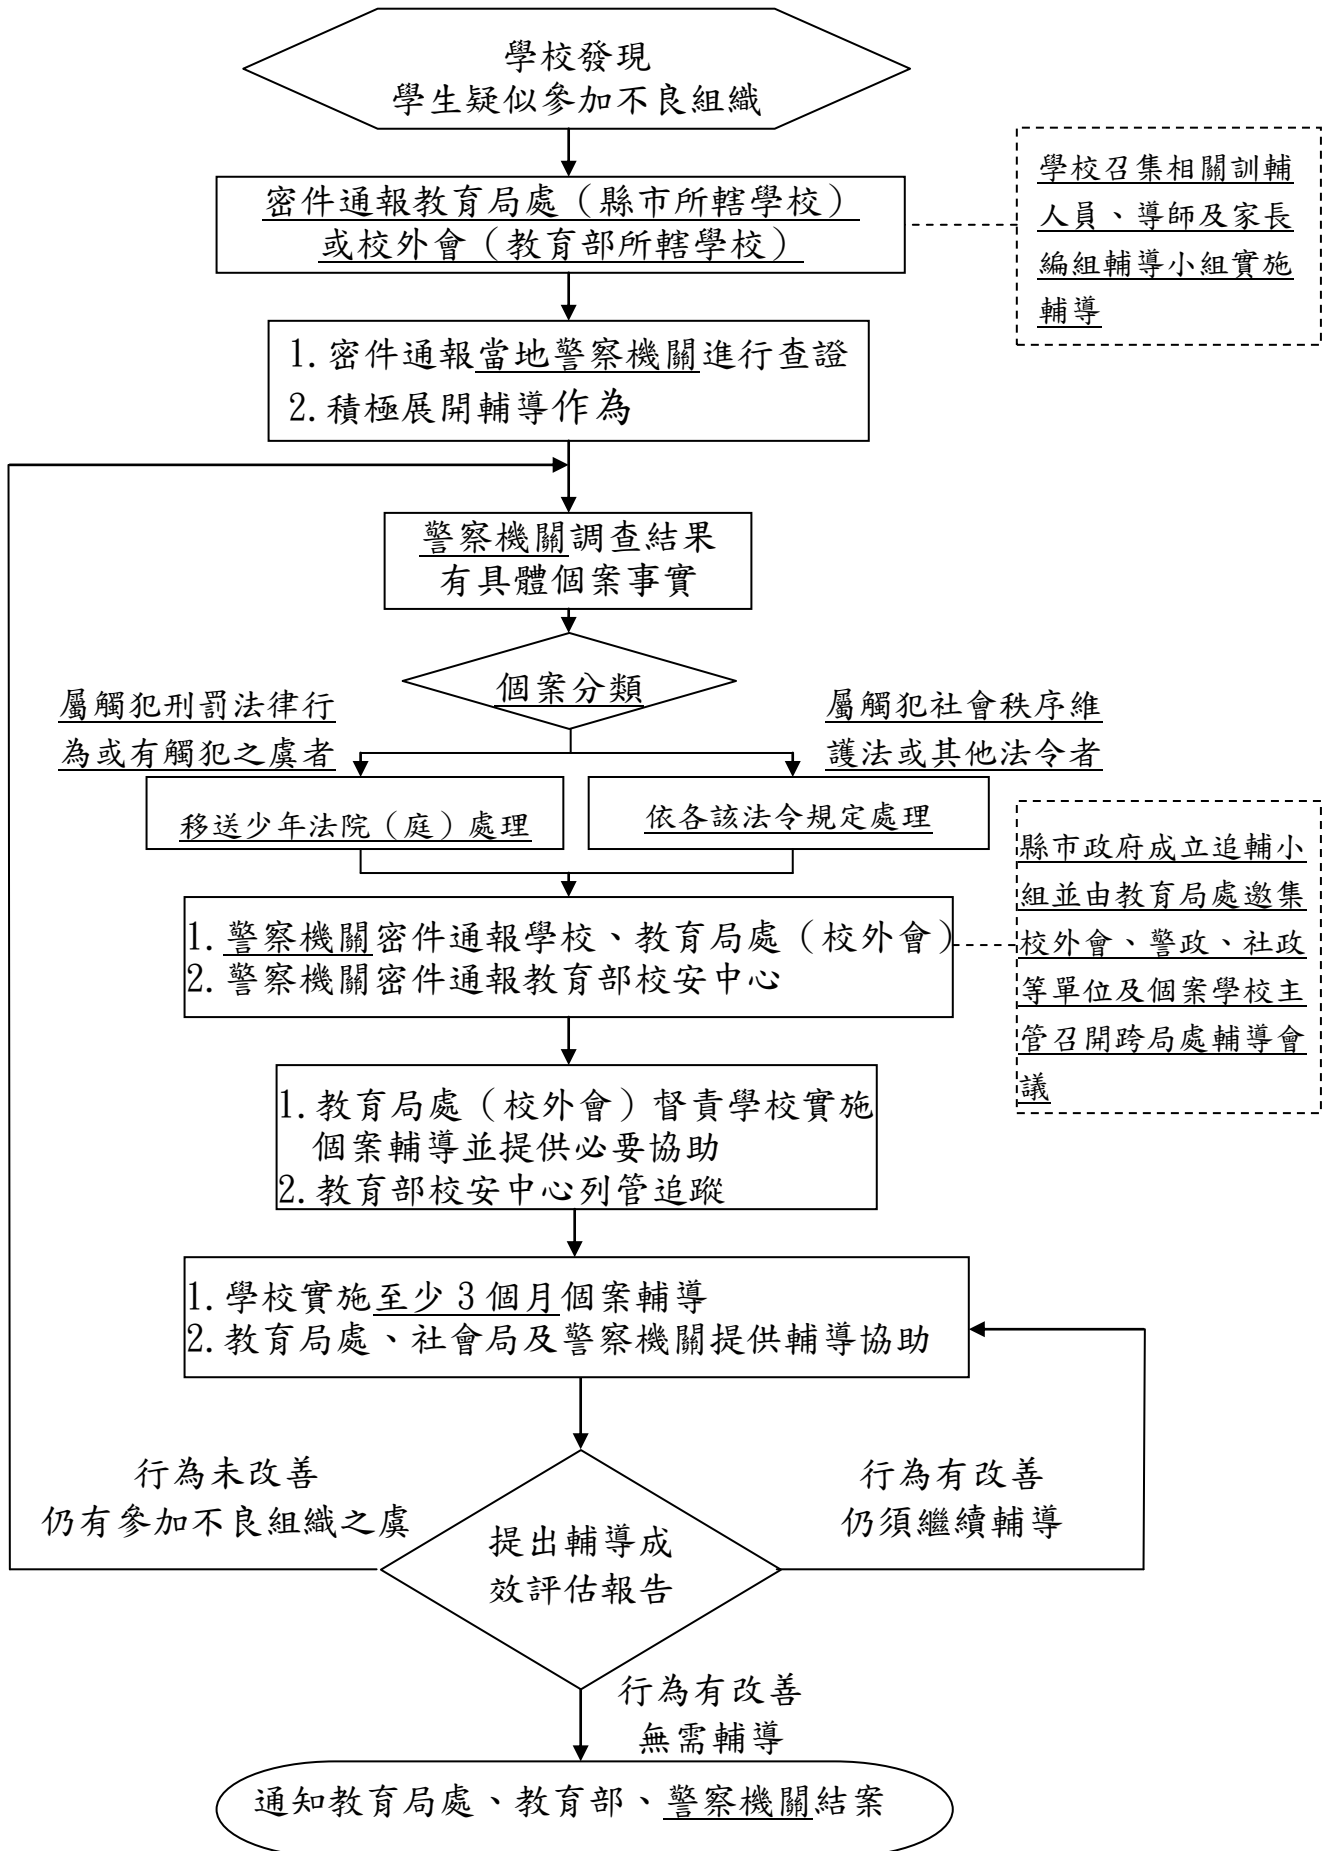 學校發現
學生疑似參加不良組織
密件通報教育局處（縣市所轄學校）
或校外會（教育部所轄學校）
學校召集相關訓輔
人員、導師及家長
編組輔導小組實施
輔導
1.密件通報當地警察機關進行查證
2.積極展開輔導作為
警察機關調查結果
有具體個案事實
個案分類
屬觸犯刑罰法律行
為或有觸犯之虞者
屬觸犯社會秩序維
護法或其他法令者
移送少年法院（庭）處理
依各該法令規定處理
縣市政府成立追輔小
組並由教育局處邀集
校外會、警政、社政
等單位及個案學校主
管召開跨局處輔導會
議
1.警察機關密件通報學校、教育局處（校外會）
2.警察機關密件通報教育部校安中心
1.教育局處（校外會）督責學校實施
個案輔導並提供必要協助
2.教育部校安中心列管追蹤
1.學校實施至少 3 個月個案輔導
2.教育局處、社會局及警察機關提供輔導協助
行為未改善
仍有參加不良組織之虞
行為有改善
仍須繼續輔導
提出輔導成
效評估報告
行為有改善
無需輔導
通知教育局處、教育部、警察機關結案